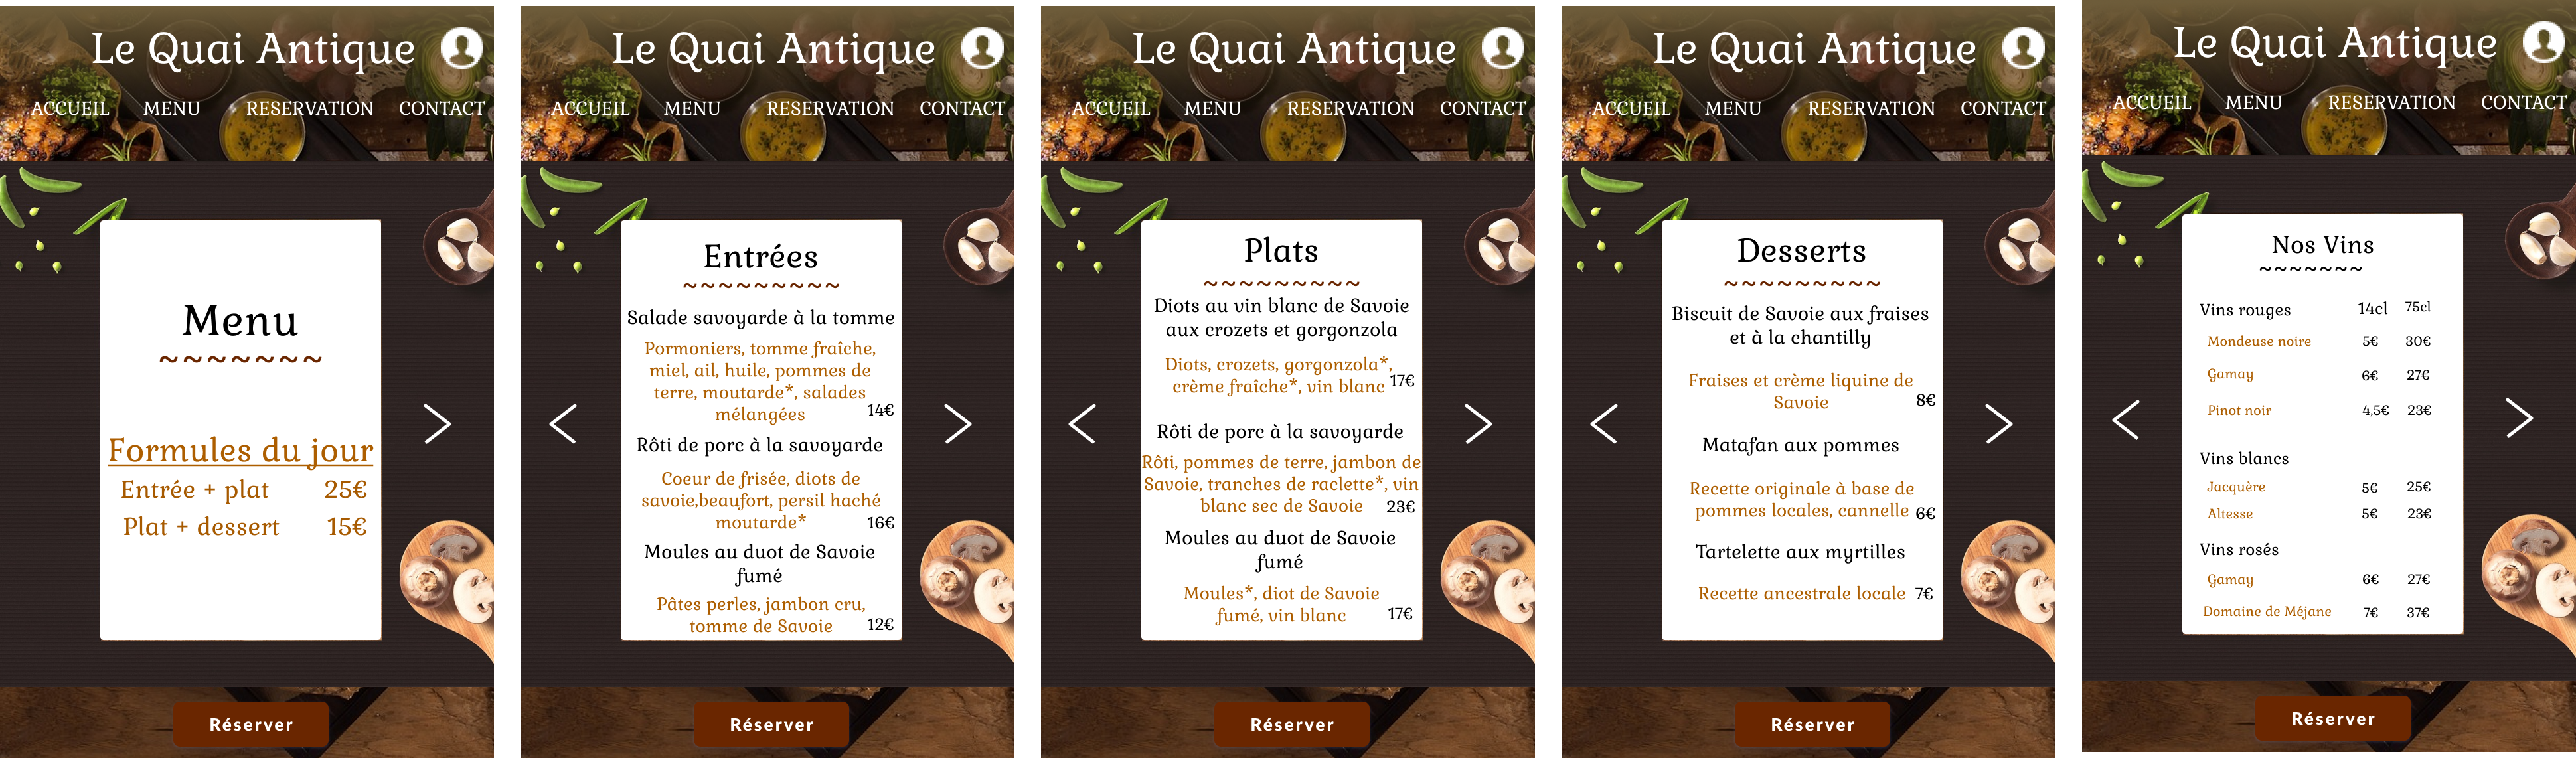 Le Quai Antique
ACCUEIL MENU RESERVATION CONTACT
Menu
~~~~~~~
Formules du jour
Entrée + plat 25€
Plat + dessert 15€
Réserver
Le Quai Antique
ACCUEIL MENU RESERVATION CONTACT
Entrées
~~~~~~~~~
Salade savoyarde à la tomme
Pormoniers, tomme fraîche,
miel, ail, huile, pommes de
terre, moutarde*, salades
mélangées 14€
Rôti de porc à la savoyarde
Coeur de frisée, diots de
savoie,beaufort, persil haché
moutarde* 16€
Moules au duot de Savoie
fumé
Pâtes perles, jambon cru,
tomme de Savoie 12€
Réserver
Le Quai Antique
ACCUEIL MENU RESERVATION CONTACT
Plats
~~~~~~~~~
Diots au vin blanc de Savoie
aux crozets et gorgonzola
Diots, crozets, gorgonzola*,
crème fraîche*, vin blanc 17€
Rôti de porc à la savoyarde
Rôti, pommes de terre, jambon de
Savoie, tranches de raclette*, vin
blanc sec de Savoie 23€
Moules au duot de Savoie
fumé
Moules*, diot de Savoie
fumé, vin blanc 17€
Réserver
Le Quai Antique
ACCUEIL MENU RESERVATION CONTACT
Desserts
~~~~~~~~~
Biscuit de Savoie aux fraises
et à la chantilly
Fraises et crème liquine de
Savoie 8€
Matafan aux pommes
Recette originale à base de
pommes locales, cannelle 6€
Tartelette aux myrtilles
Recette ancestrale locale 7€
Réserver
Le Quai Antique
ACCUEIL MENU RESERVATION CONTACT
Nos Vins
~~~~~~~
Vins rouges 14cl 75cl
Mondeuse noire 5€ 30€
Gamay 6€ 27€
Pinot noir 4,5€ 23€
Vins blancs
Jacquère 5€ 25€
Altesse 5€ 23€
Vins rosés
Gamay 6€ 27€
Domaine de Méjane 7€ 37€
Réserver